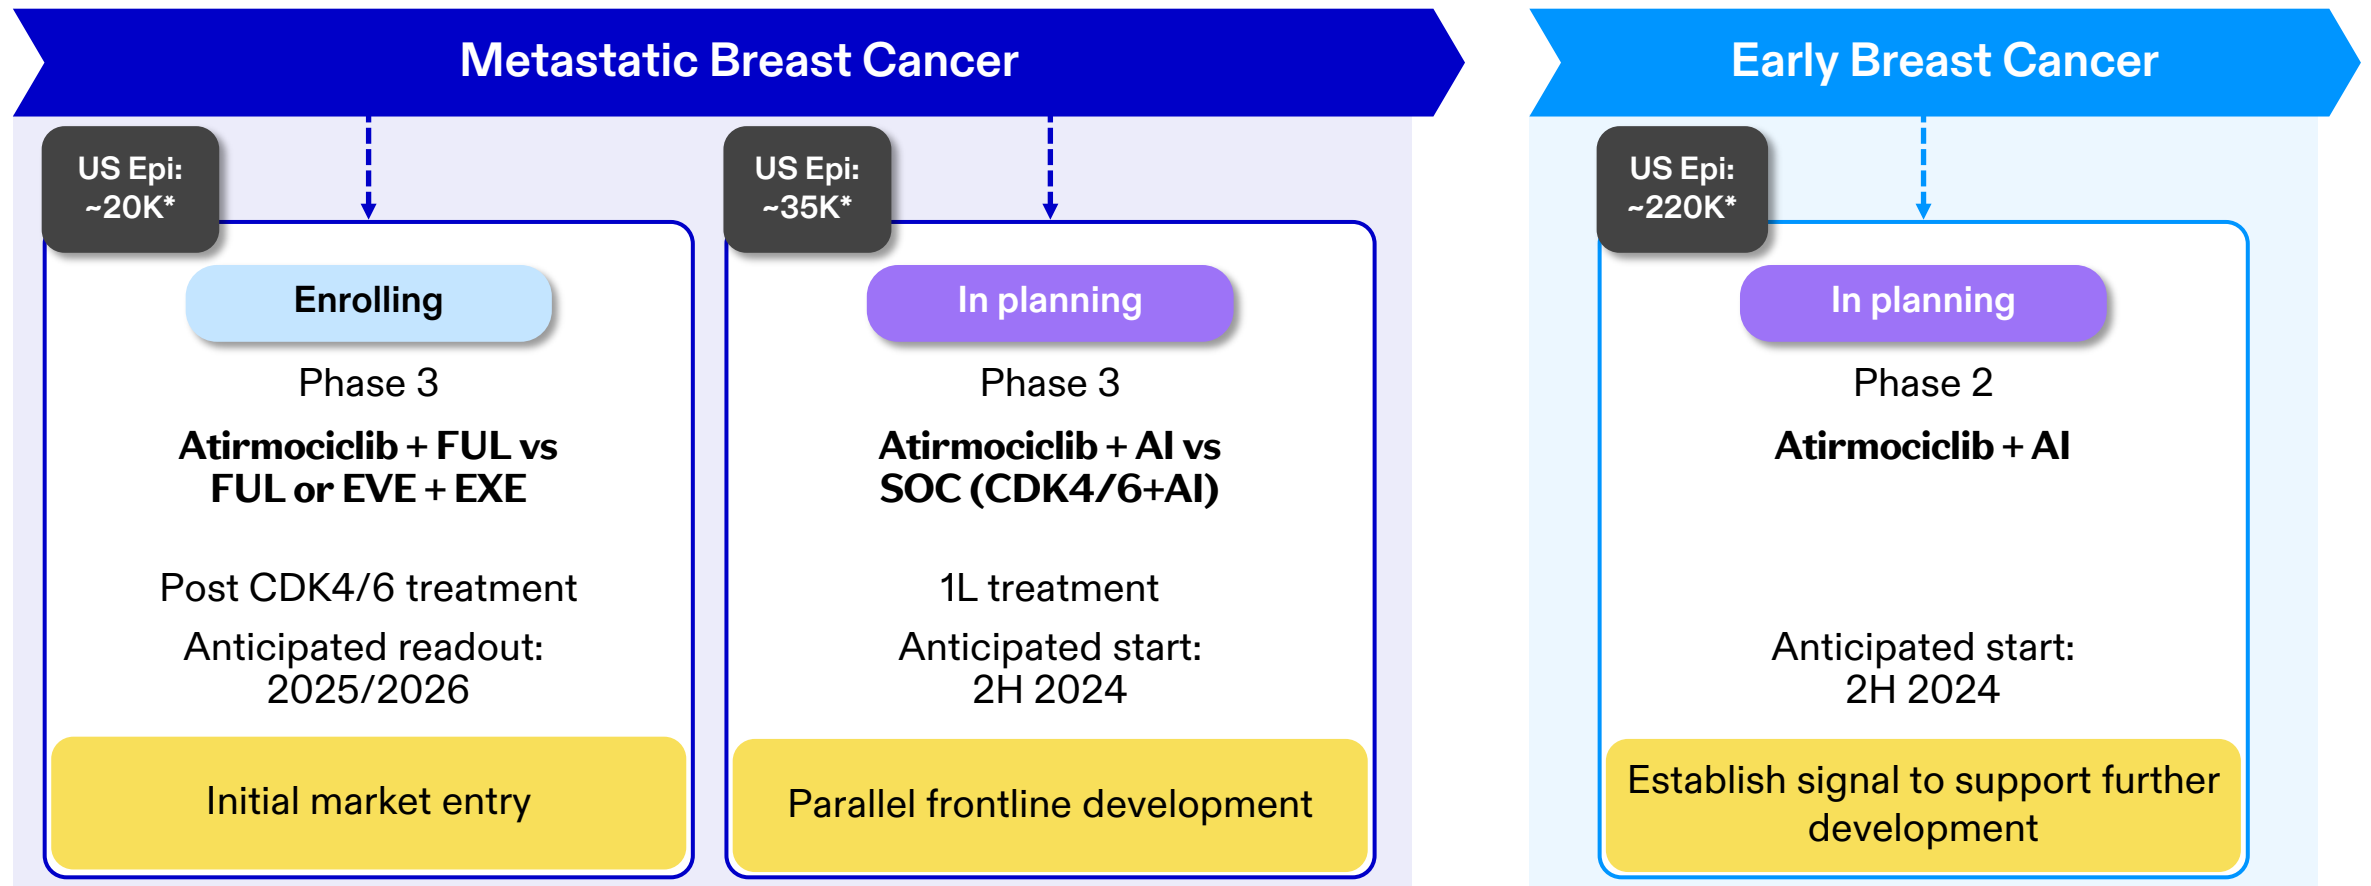 Metastatic Breast Cancer
US Epi:
~20K*
Enrolling
Phase 3
Atirmociclib + FUL vs
FUL or EVE + EXE
Post CDK4/6 treatment
Anticipated readout:
2025/2026
Initial market entry
US Epi:
~35K*
In planning
Phase 3
Atirmociclib + AI vs
SOC (CDK4/6+AI)
1L treatment
Anticipated start:
2H 2024
Parallel frontline development
Early Breast Cancer
US Epi:
~220K*
In planning
Phase 2
Atirmociclib + AI
Anticipated start:
2H 2024
Establish signal to support further
development